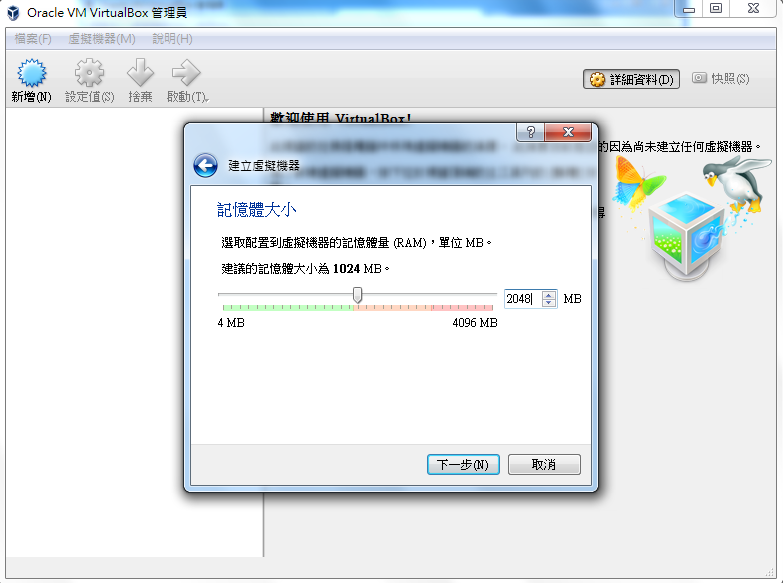 Oracle VM VirtualBox 管理員
檔案(F) 虛擬機器(M) 說明(H)
新增(N) 設定值(S) 捨棄 啟動(T) 詳細資料(D) 快照(S)
歡迎使用 VirtualBox!
的因為尚未建立任何虛擬機器。
得
建立虛擬機器
記憶體大小
選取配置到虛擬機器的記憶體量 (RAM)，單位 MB。
建議的記憶體大小為 1024 MB。
2048 MB
4 MB 4096 MB
下一步(N) 取消